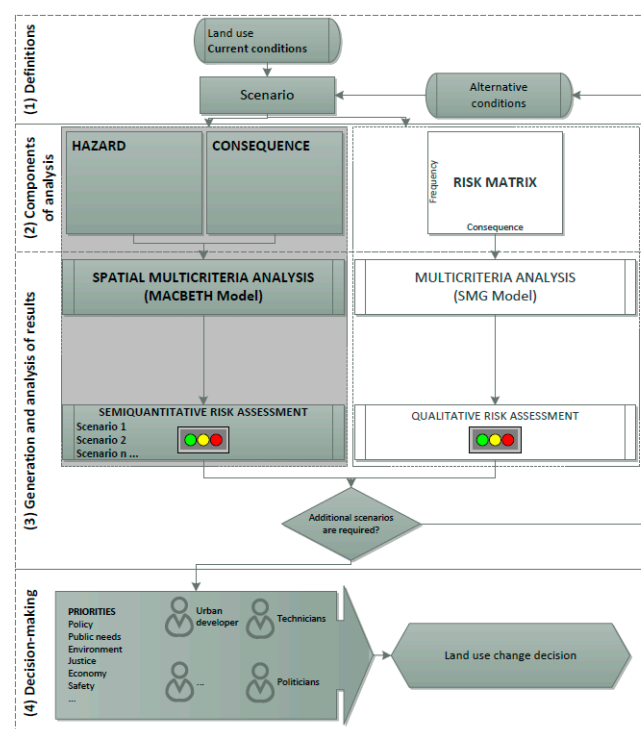 (1) Definitions
Land use
Current conditions
Scenario
Alternative
conditions
(2) Components
of analysis
HAZARD
CONSEQUENCE
Frequency
RISK MATRIX
Consequence
(3) Generation and analysis of results
SPATIAL MULTICRITERIA ANALYSIS
(MACBETH Model)
MULTICRITERIA ANALYSIS
(SMG Model)
SEMIQUANTITATIVE RISK ASSESSMENT
Scenario 1
Scenario 2
Scenario n ...
QUALITATIVE RISK ASSESSMENT
Additional scenarios
are required?
(4) Decision-making
PRIORITIES
Policy
Public needs
Environment
Justice
Economy
Safety
...
Urban
developer
Technicians
...
Politicians
Land use change decision